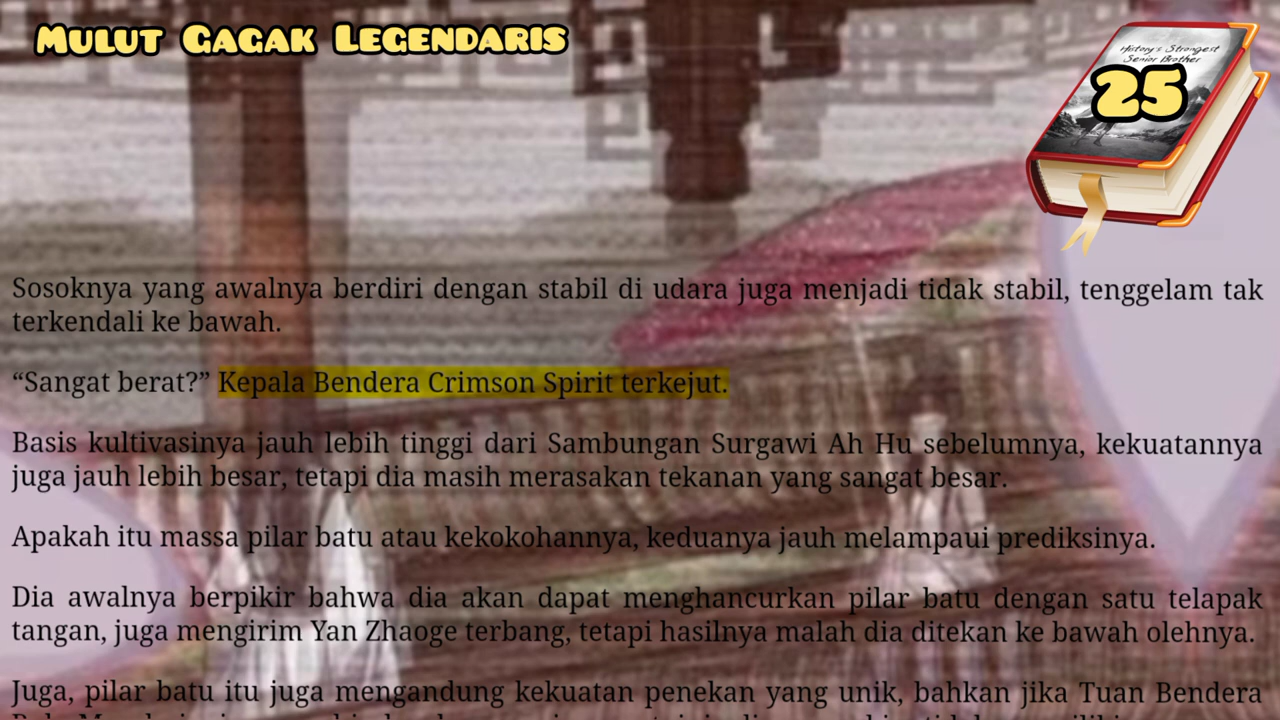 Mulut Gagak Legendaris
History's Strongest
Senior Brother
25
Sosoknya yang awalnya berdiri dengan stabil di udara juga menjadi tidak stabil, tenggelam tak
terkendali ke bawah.
“Sangat berat?” Kepala Bendera Crimson Spirit terkejut.
Basis kultivasinya jauh lebih tinggi dari Sambungan Surgawi Ah Hu sebelumnya, kekuatannya
juga jauh lebih besar, tetapi dia masih merasakan tekanan yang sangat besar.
Apakah itu massa pilar batu atau kekokohannya, keduanya jauh melampaui prediksinya.
Dia awalnya berpikir bahwa dia akan dapat menghancurkan pilar batu dengan satu telapak
tangan, juga mengirim Yan Zhaoge terbang, tetapi hasilnya malah dia ditekan ke bawah olehnya.
Juga, pilar batu itu juga mengandung kekuatan penekan yang unik, bahkan jika Tuan Bendera